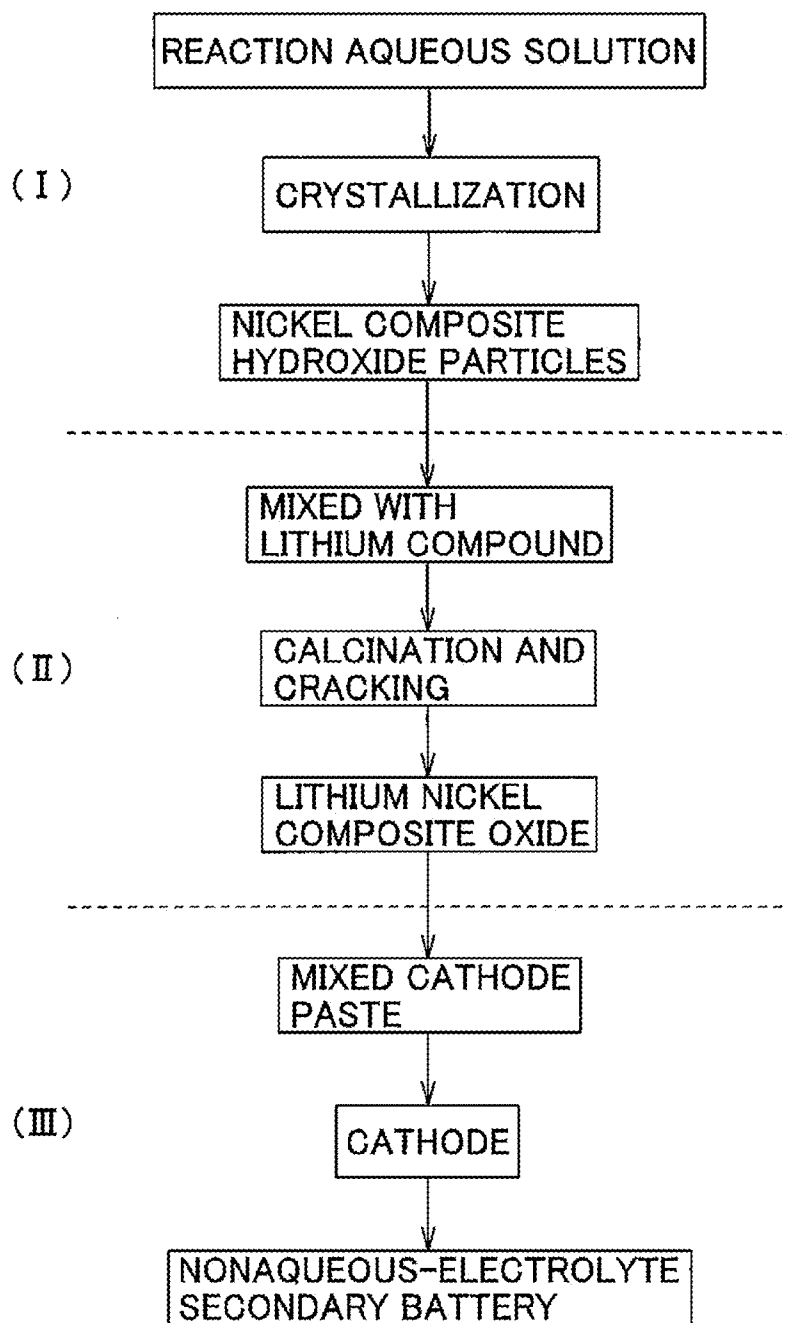 REACTION AQUEOUS SOLUTION
(Ⅰ)
CRYSTALLIZATION
NICKEL COMPOSITE
HYDROXIDE PARTICLES
MIXED WITH
LITHIUM COMPOUND
(Ⅱ)
CALCINATION AND
CRACKING
LITHIUM NICKEL
COMPOSITE OXIDE
MIXED CATHODE
PASTE
(Ⅲ)
CATHODE
NONAQUEOUS-ELECTROLYTE
SECONDARY BATTERY